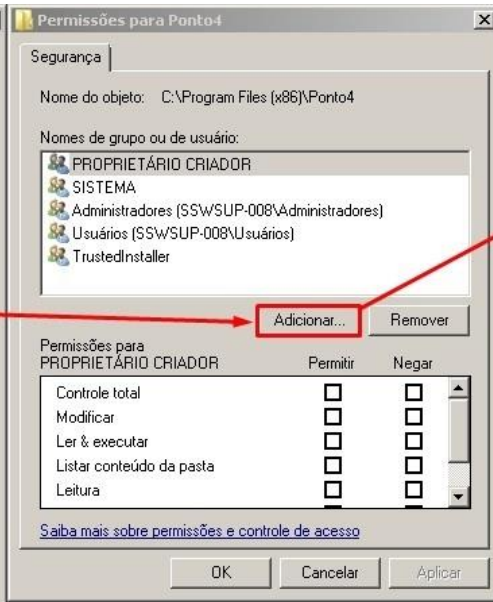 Permissões para Ponto4
Segurança
Nome do objeto: C:\Program Files (x86)\Ponto4
Nomes de grupo ou de usuário:
PROPRIETÁRIO CRIADOR
SISTEMA
Administradores (SSWSUP-008\Administradores)
Usuários (SSWSUP-008\Usuários)
TrustedInstaller
Adicionar... Remover
Permissões para
PROPRIETÁRIO CRIADOR Permitir Negar
Controle total
Modificar
Ler & executar
Listar conteúdo da pasta
Leitura
Saiba mais sobre permissões e controle de acesso
OK Cancelar Aplicar